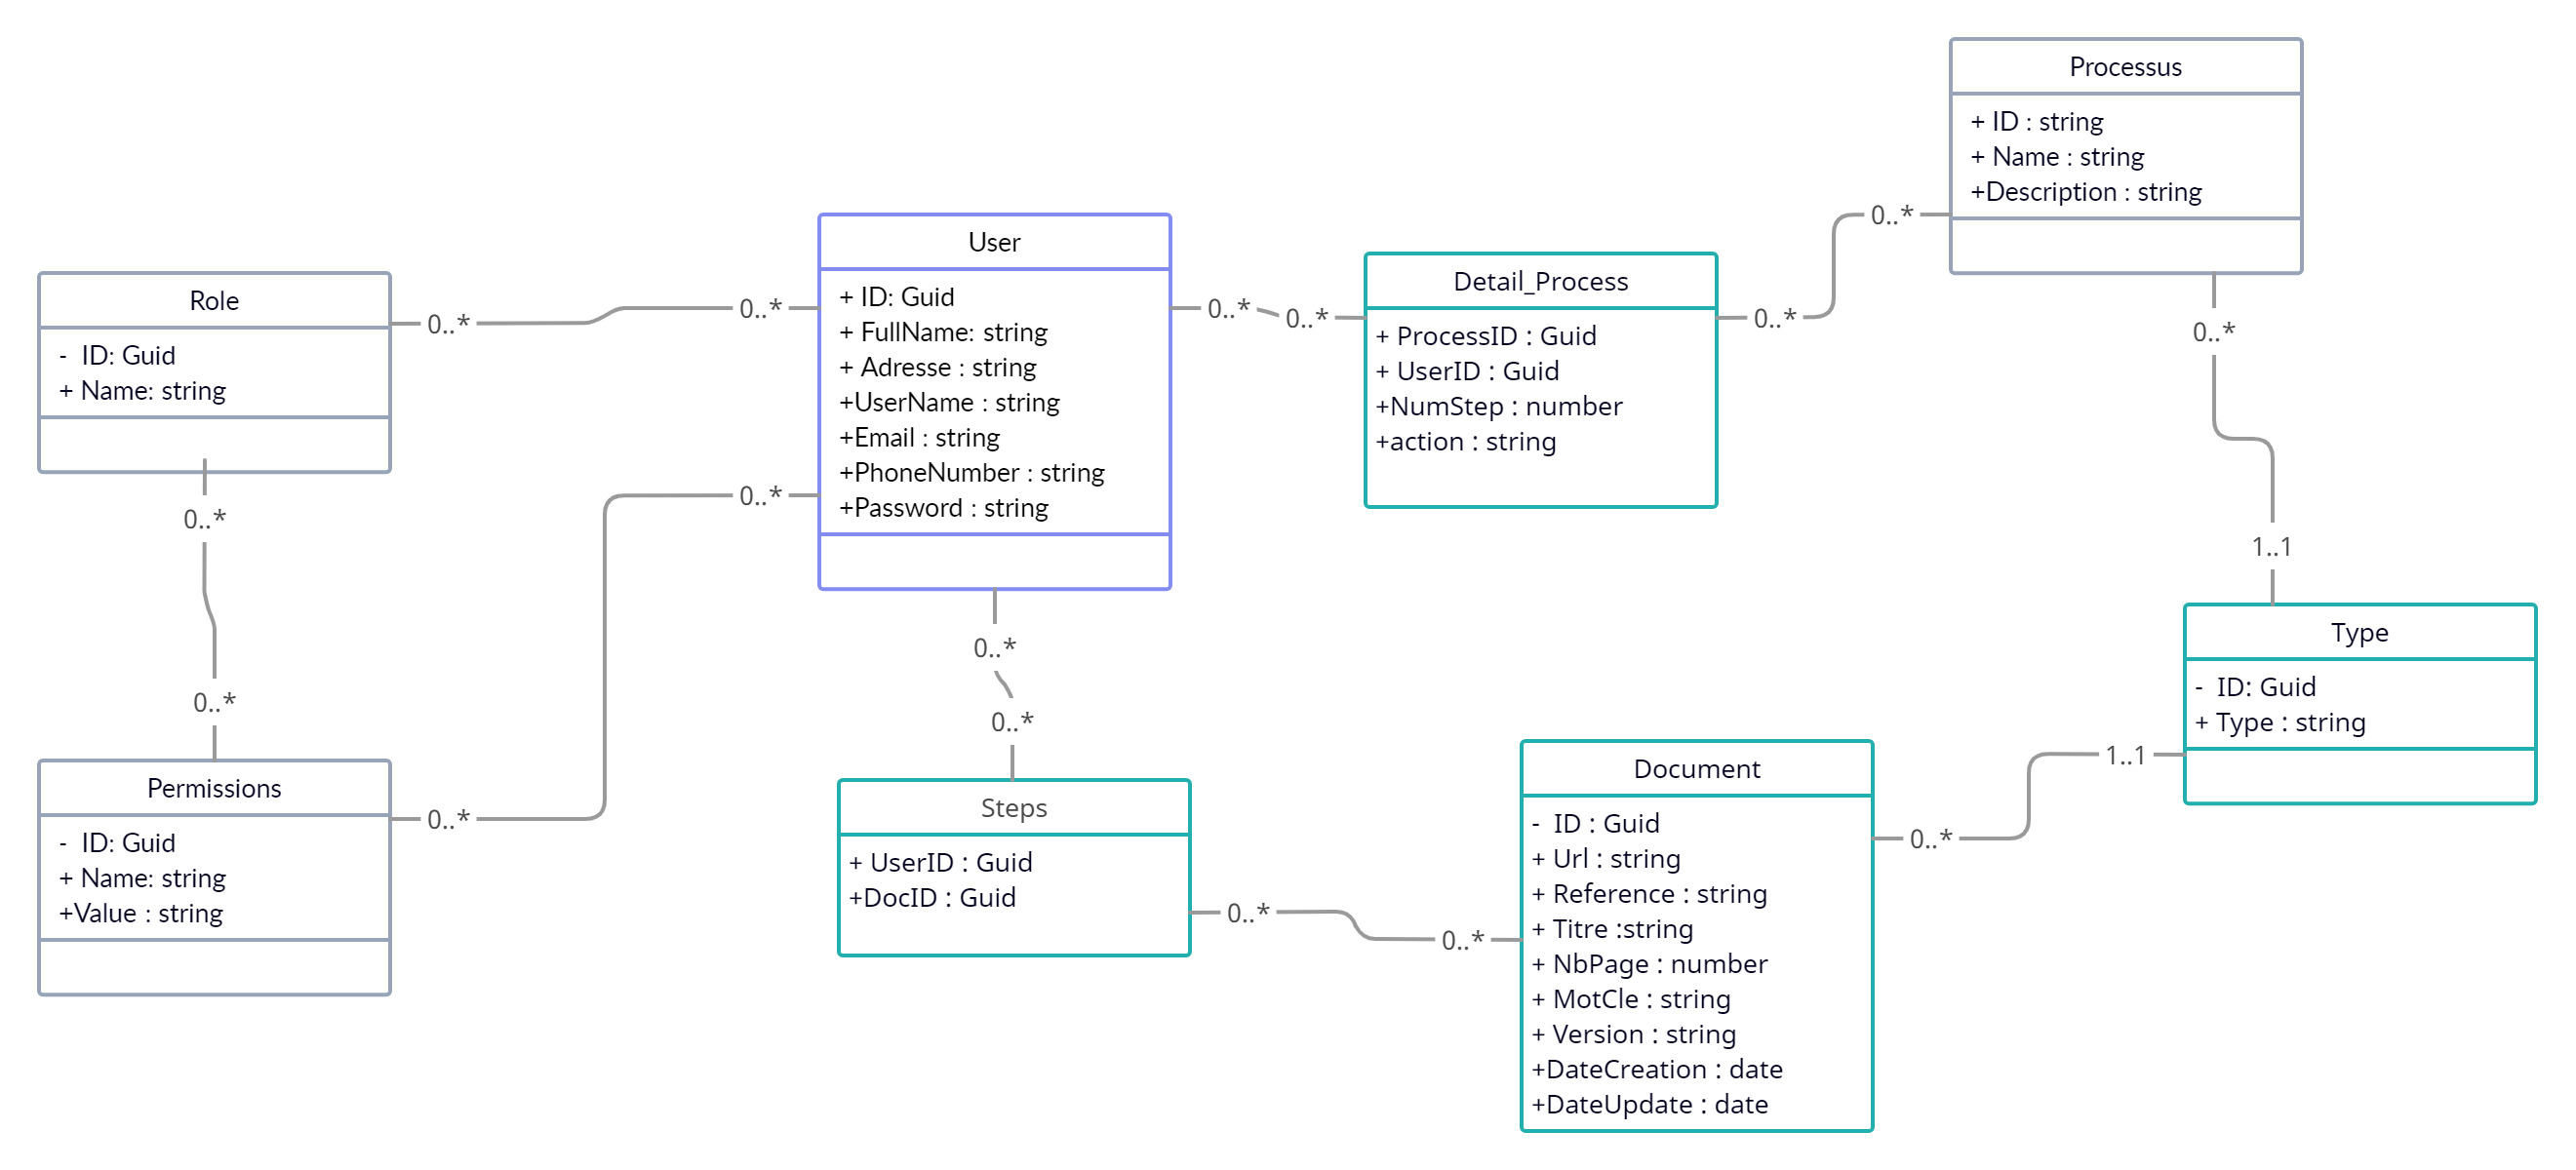 Processus
+ ID : string
+ Name : string
+Description : string
0..*
0..*
User
+ ID: Guid
+ FullName: string
+ Adresse : string
+UserName : string
+Email : string
+PhoneNumber : string
+Password : string
0..*
0..*
0..*
0..*
Detail_Process
+ ProcessID : Guid
+ UserID : Guid
+NumStep : number
+action : string
0..*
0..*
0..*
Role
-  ID: Guid
+ Name: string
0..*
0..*
0..*
Permissions
-  ID: Guid
+ Name: string
+Value : string
0..*
0..*
Steps
+ UserID : Guid
+DocID : Guid
0..*
0..*
Document
-  ID : Guid
+ Url : string
+ Reference : string
+ Titre :string
+ NbPage : number
+ MotCle : string
+ Version : string
+DateCreation : date
+DateUpdate : date
0..*
1..1
1..1
Type
-  ID: Guid
+ Type : string